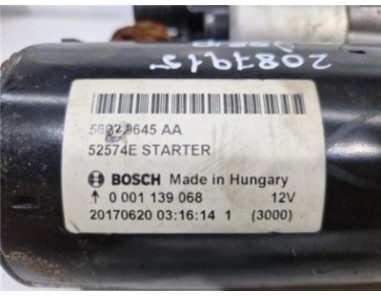 2087915
Jeep
56029645 AA
52574E STARTER
BOSCH Made in Hungary
↑ 0 001 139 068 12V
20170620 03:16:14 1 (3000)